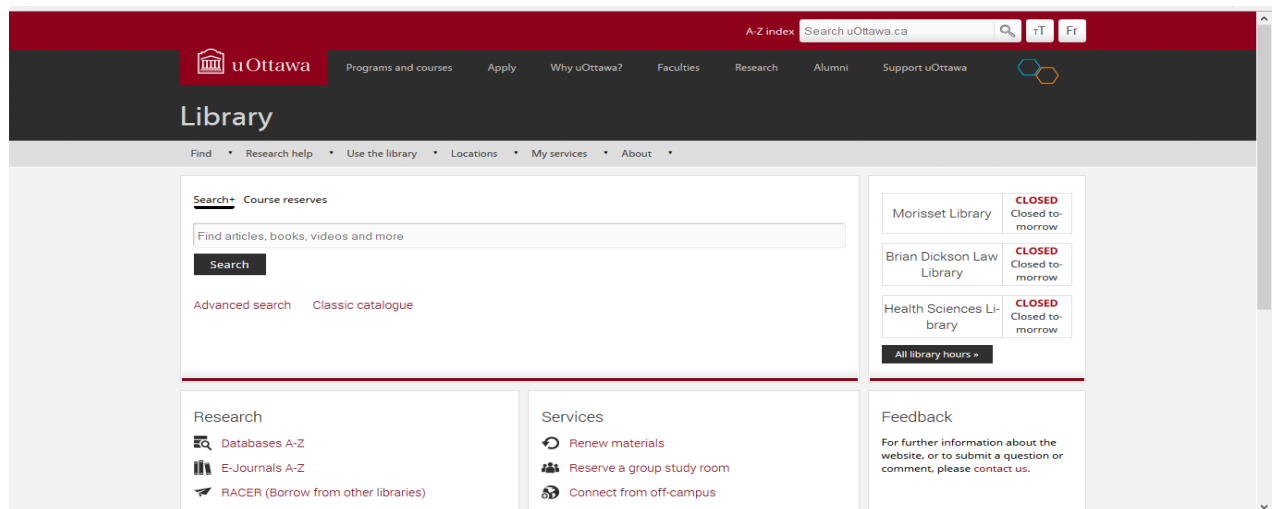 A-Z index Search uOttawa.ca TT Fr
uOttawa Programs and courses Apply Why uOttawa? Faculties Research Alumni Support uOttawa
Library
Find Research help Use the library Locations My services About
Search+ Course reserves
Find articles, books, videos and more
Search
Advanced search Classic catalogue
Morisset Library
CLOSED
Closed to-
morrow
Brian Dickson Law
Library
CLOSED
Closed to-
morrow
Health Sciences Li-
brary
CLOSED
Closed to-
morrow
All library hours »
Research
Databases A-Z
E-Journals A-Z
RACER (Borrow from other libraries)
Services
Renew materials
Reserve a group study room
Connect from off-campus
Feedback
For further information about the
website, or to submit a question or
comment, please contact us.